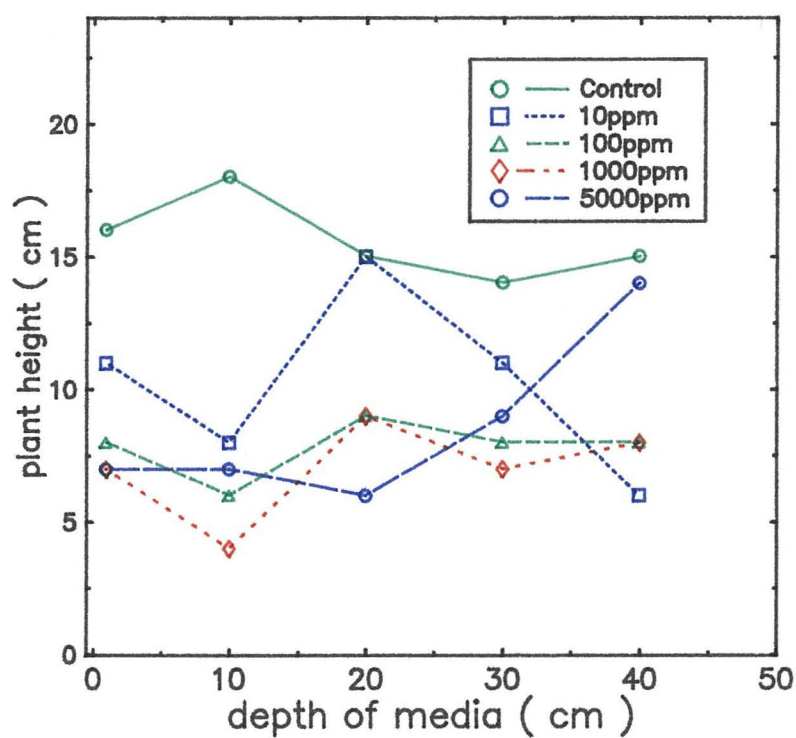 Control
10ppm
100ppm
1000ppm
5000ppm
20
15
10
5
0
plant height ( cm )
0 10 20 30 40 50
depth of media ( cm )